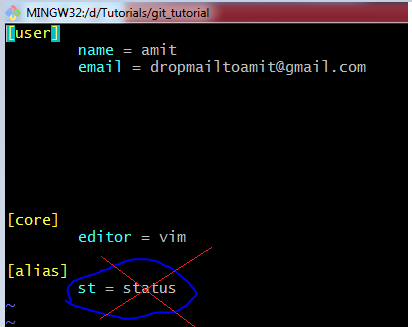 MINGW32:/d/Tutorials/git_tutorial
[user]
name = amit
email = dropmailtoamit@gmail.com
[core]
editor = vim
[alias]
st = status
~
~